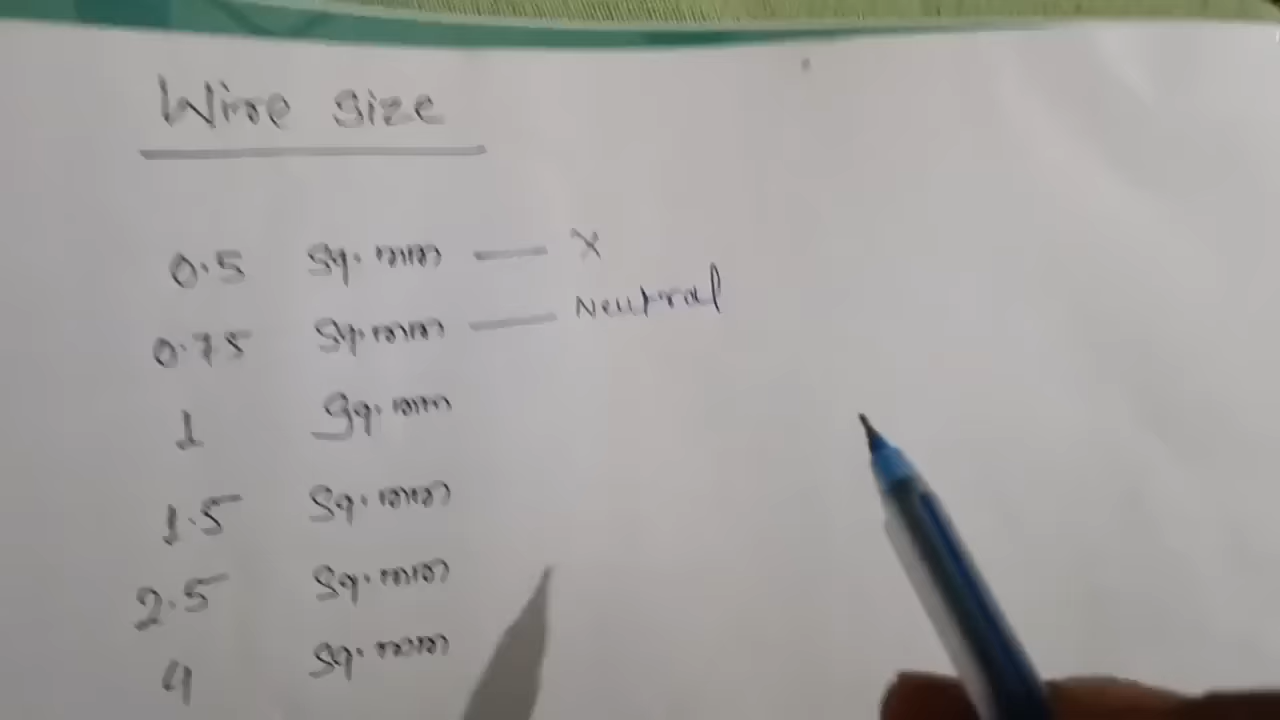 Wire size
0.5 Sq. mm — X
0.75 Sq. mm — Neutral
1 Sq. mm
1.5 Sq. mm
2.5 Sq. mm
4 Sq. mm